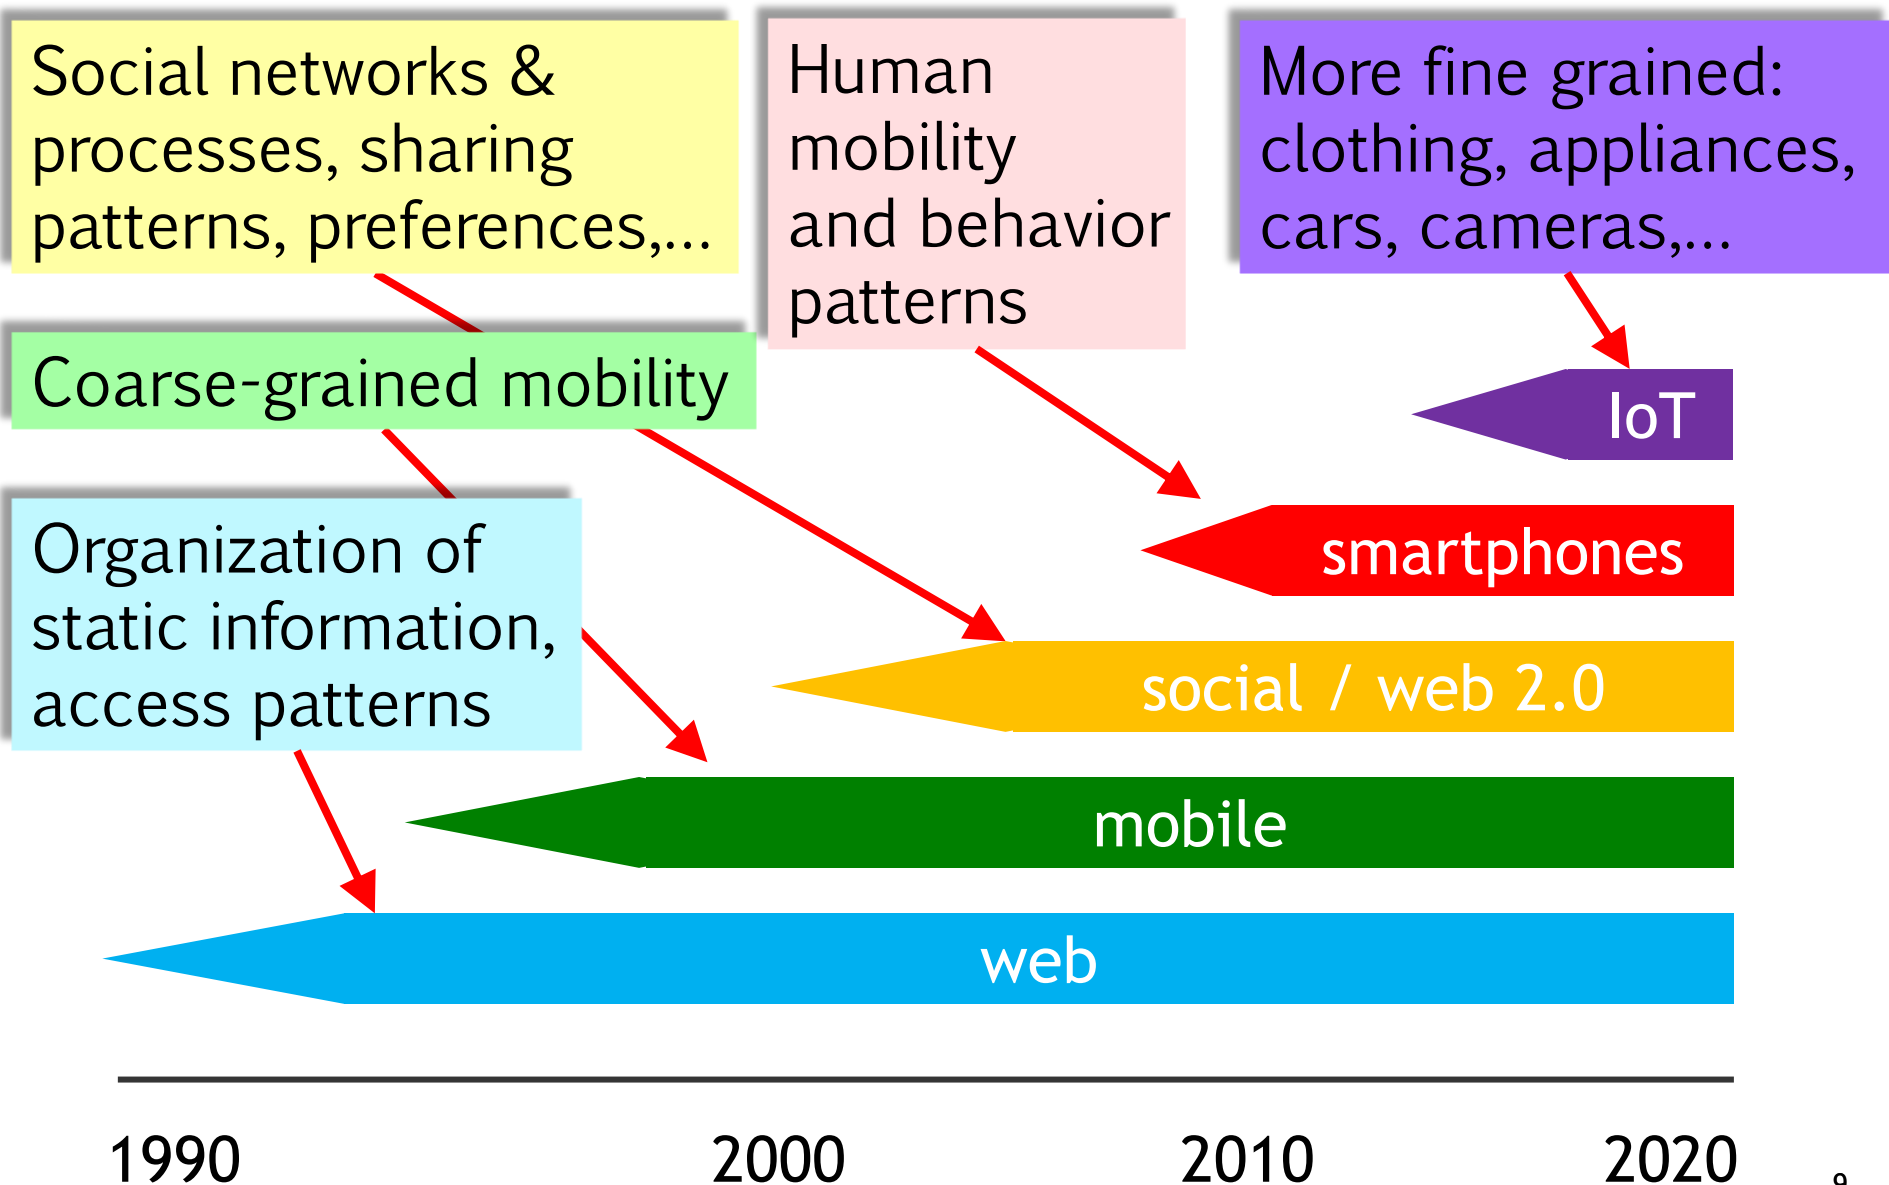 Social networks &
processes, sharing
patterns, preferences,...
Human
mobility
and behavior
patterns
More fine grained:
clothing, appliances,
cars, cameras,...
Coarse-grained mobility
Organization of
static information,
access patterns
IoT
smartphones
social / web 2.0
mobile
web
1990
2000
2010
2020
9